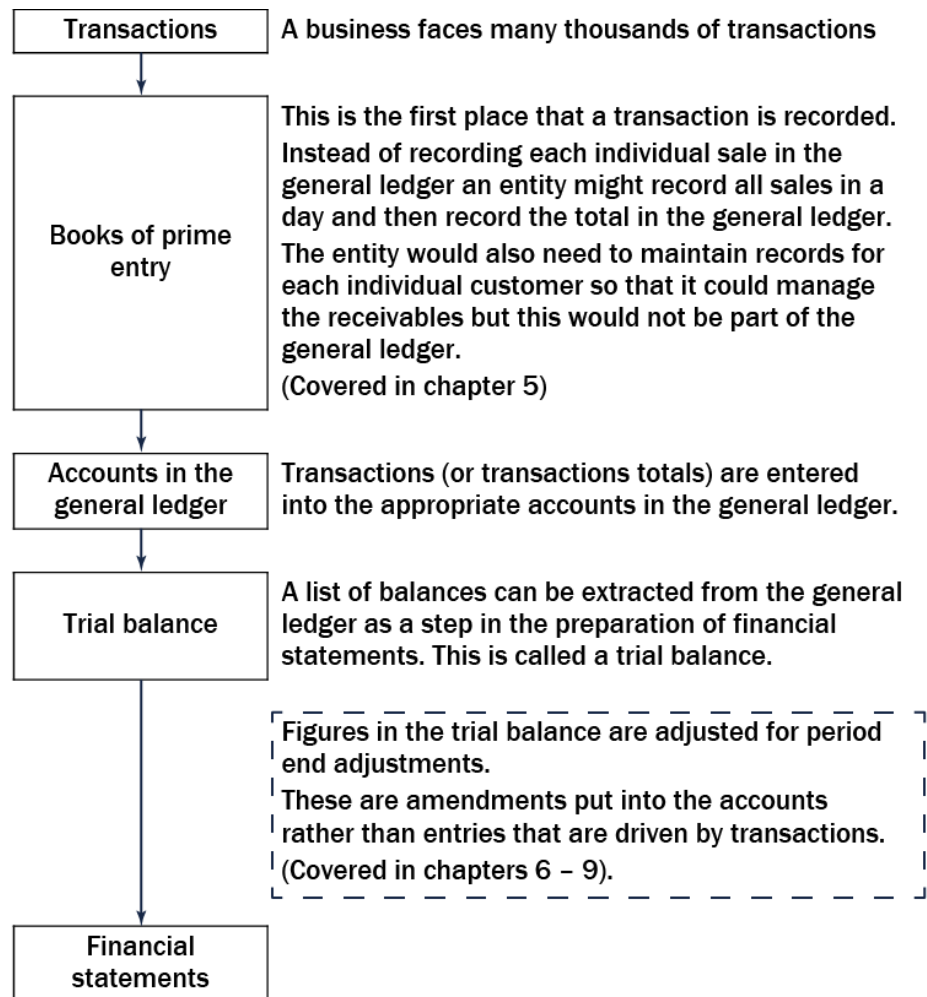 Transactions
A business faces many thousands of transactions
Books of prime
entry
This is the first place that a transaction is recorded.
Instead of recording each individual sale in the
general ledger an entity might record all sales in a
day and then record the total in the general ledger.
The entity would also need to maintain records for
each individual customer so that it could manage
the receivables but this would not be part of the
general ledger.
(Covered in chapter 5)
Accounts in the
general ledger
Transactions (or transactions totals) are entered
into the appropriate accounts in the general ledger.
Trial balance
A list of balances can be extracted from the general
ledger as a step in the preparation of financial
statements. This is called a trial balance.
Figures in the trial balance are adjusted for period
end adjustments.
These are amendments put into the accounts
rather than entries that are driven by transactions.
(Covered in chapters 6 – 9).
Financial
statements